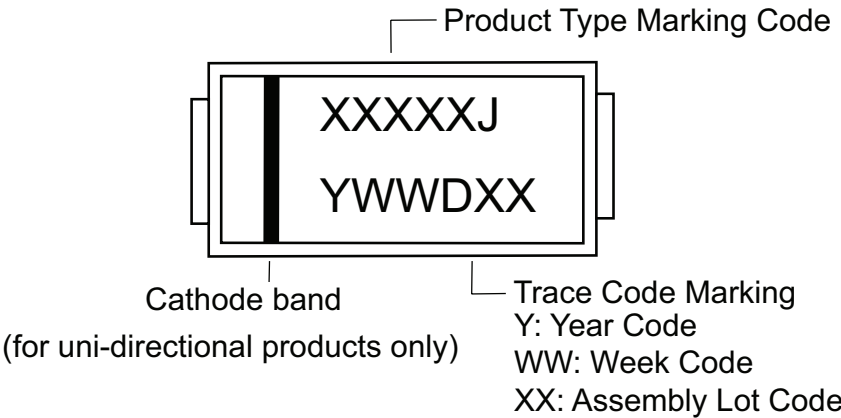 Product Type Marking Code
XXXXXJ
YWWDXX
Cathode band
(for uni-directional products only)
Trace Code Marking
Y: Year Code
WW: Week Code
XX: Assembly Lot Code